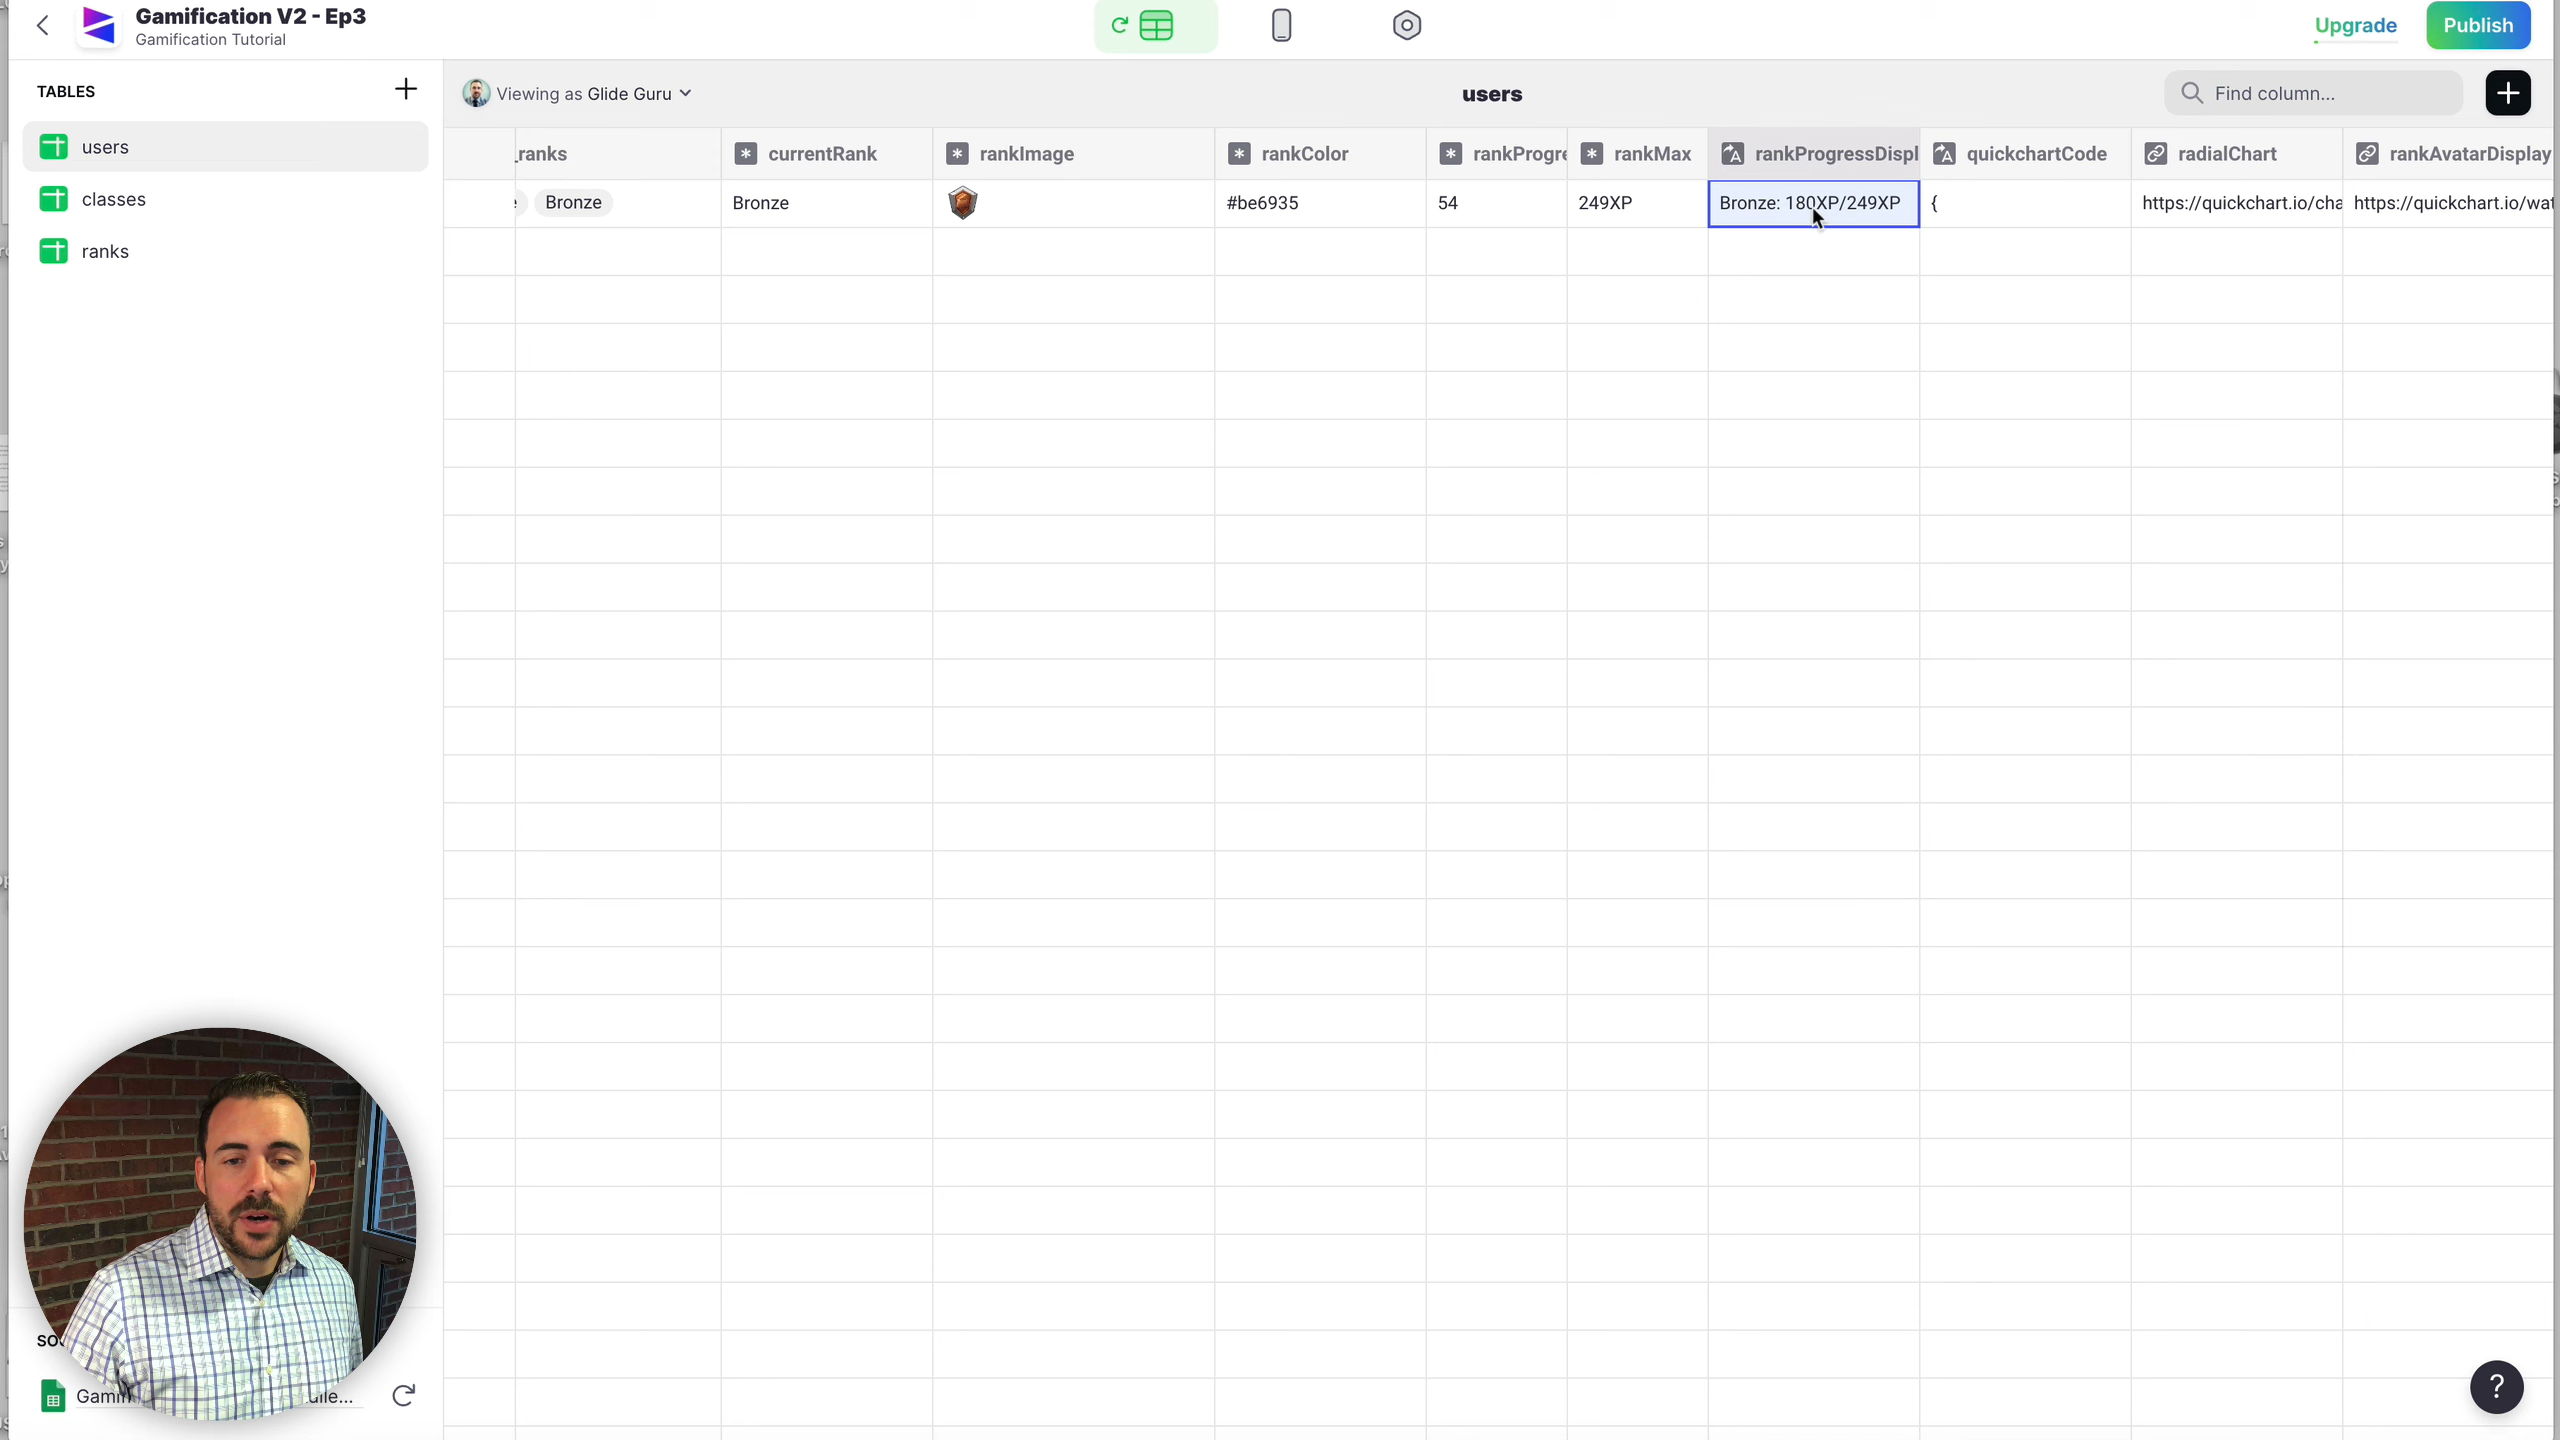 Gamification V2 - Ep3
Gamification Tutorial
Upgrade
Publish
TABLES
users
classes
ranks
Viewing as Glide Guru
users
Find column...
_ranks
currentRank
rankImage
rankColor
rankProgre
rankMax
rankProgressDispl
quickchartCode
radialChart
rankAvatarDisplay
Bronze
Bronze
#be6935
54
249XP
Bronze: 180XP/249XP
{
https://quickchart.io/cha
https://quickchart.io/wat
?